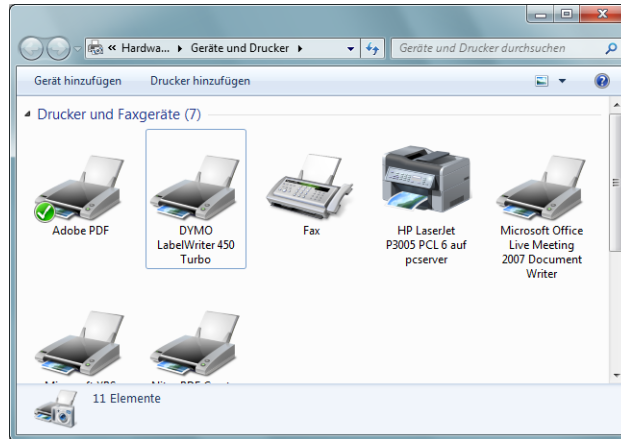 « Hardwa... ▸ Geräte und Drucker ▸
Geräte und Drucker durchsuchen
Gerät hinzufügen Drucker hinzufügen
Drucker und Faxgeräte (7)
Adobe PDF
DYMO
LabelWriter 450
Turbo
Fax
HP LaserJet
P3005 PCL 6 auf
pcserver
Microsoft Office
Live Meeting
2007 Document
Writer
11 Elemente